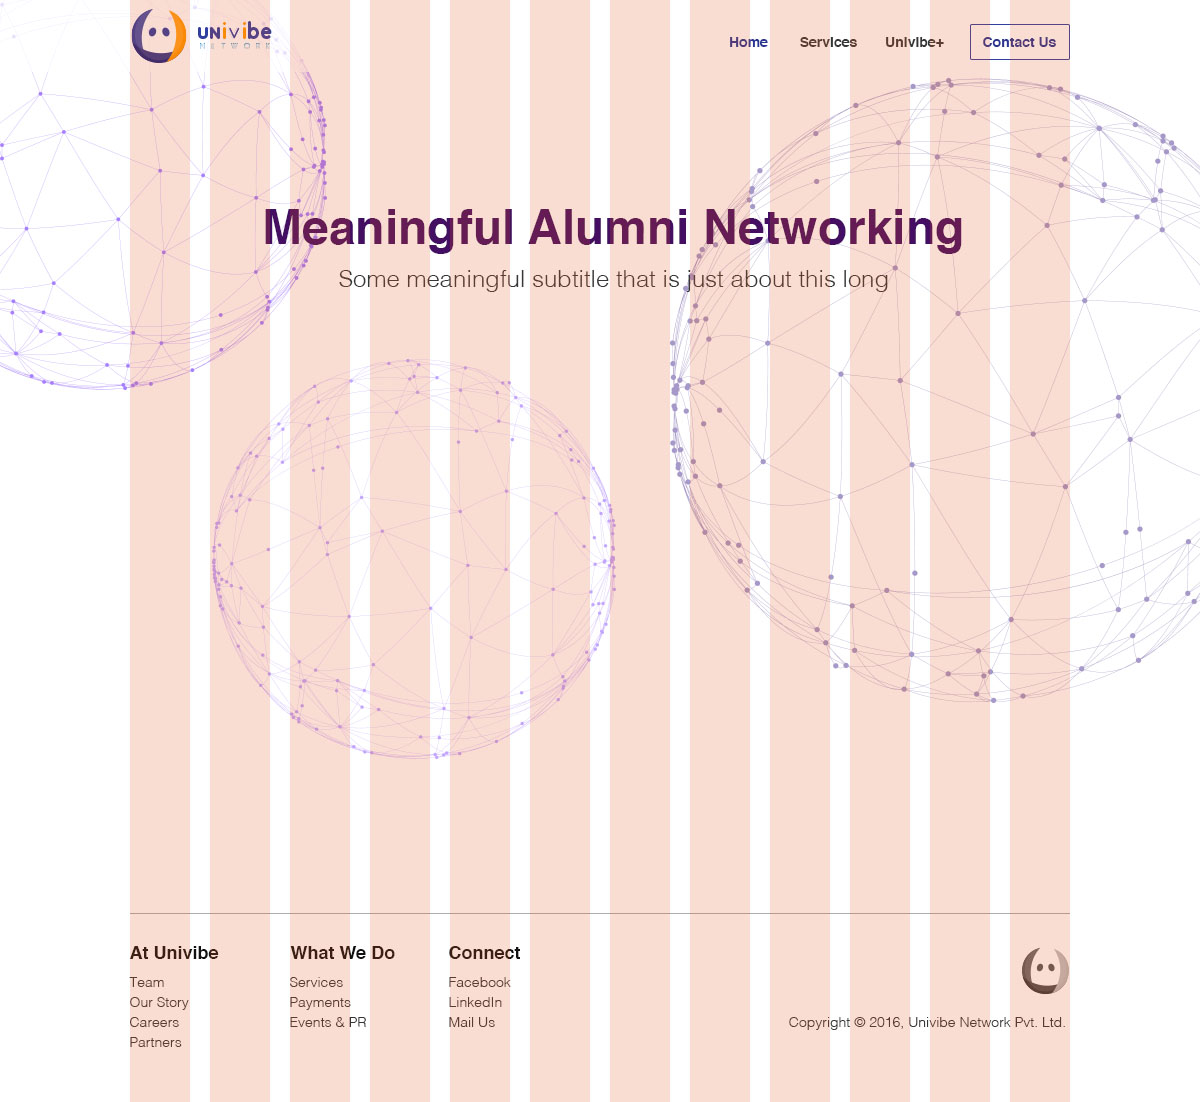 univibe
NETWORK
Home
Services
Univibe+
Contact Us
Meaningful Alumni Networking
Some meaningful subtitle that is just about this long
At Univibe
Team
Our Story
Careers
Partners
What We Do
Services
Payments
Events & PR
Connect
Facebook
LinkedIn
Mail Us
Copyright © 2016, Univibe Network Pvt. Ltd.